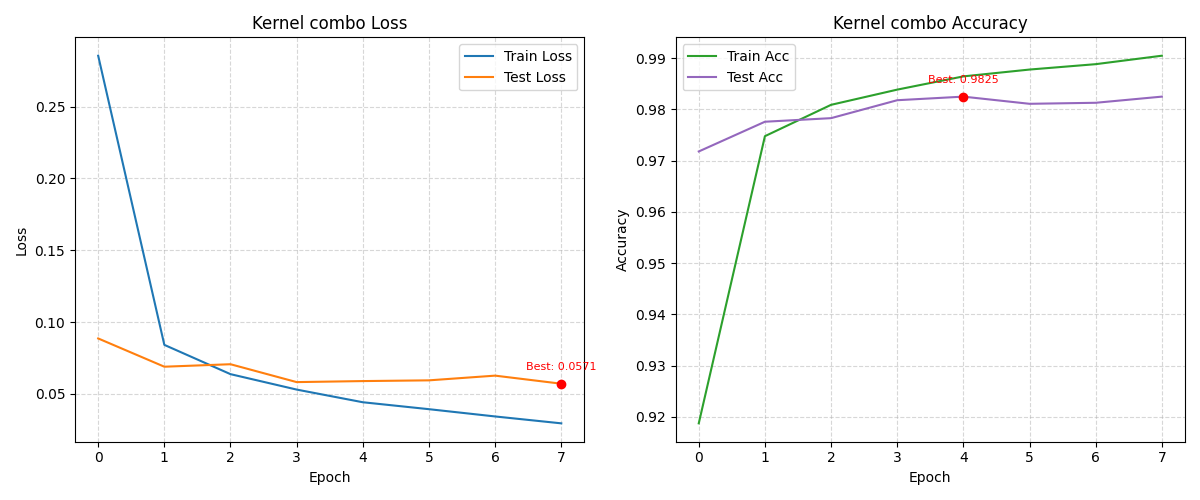 Kernel combo Loss
Train Loss
Test Loss
0.25
0.20
0.15
0.10
0.05
Loss
Best: 0.0571
0 1 2 3 4 5 6 7
Epoch
Kernel combo Accuracy
Train Acc
Test Acc
0.99
0.98
0.97
0.96
0.95
0.94
0.93
0.92
Accuracy
Best: 0.9825
0 1 2 3 4 5 6 7
Epoch